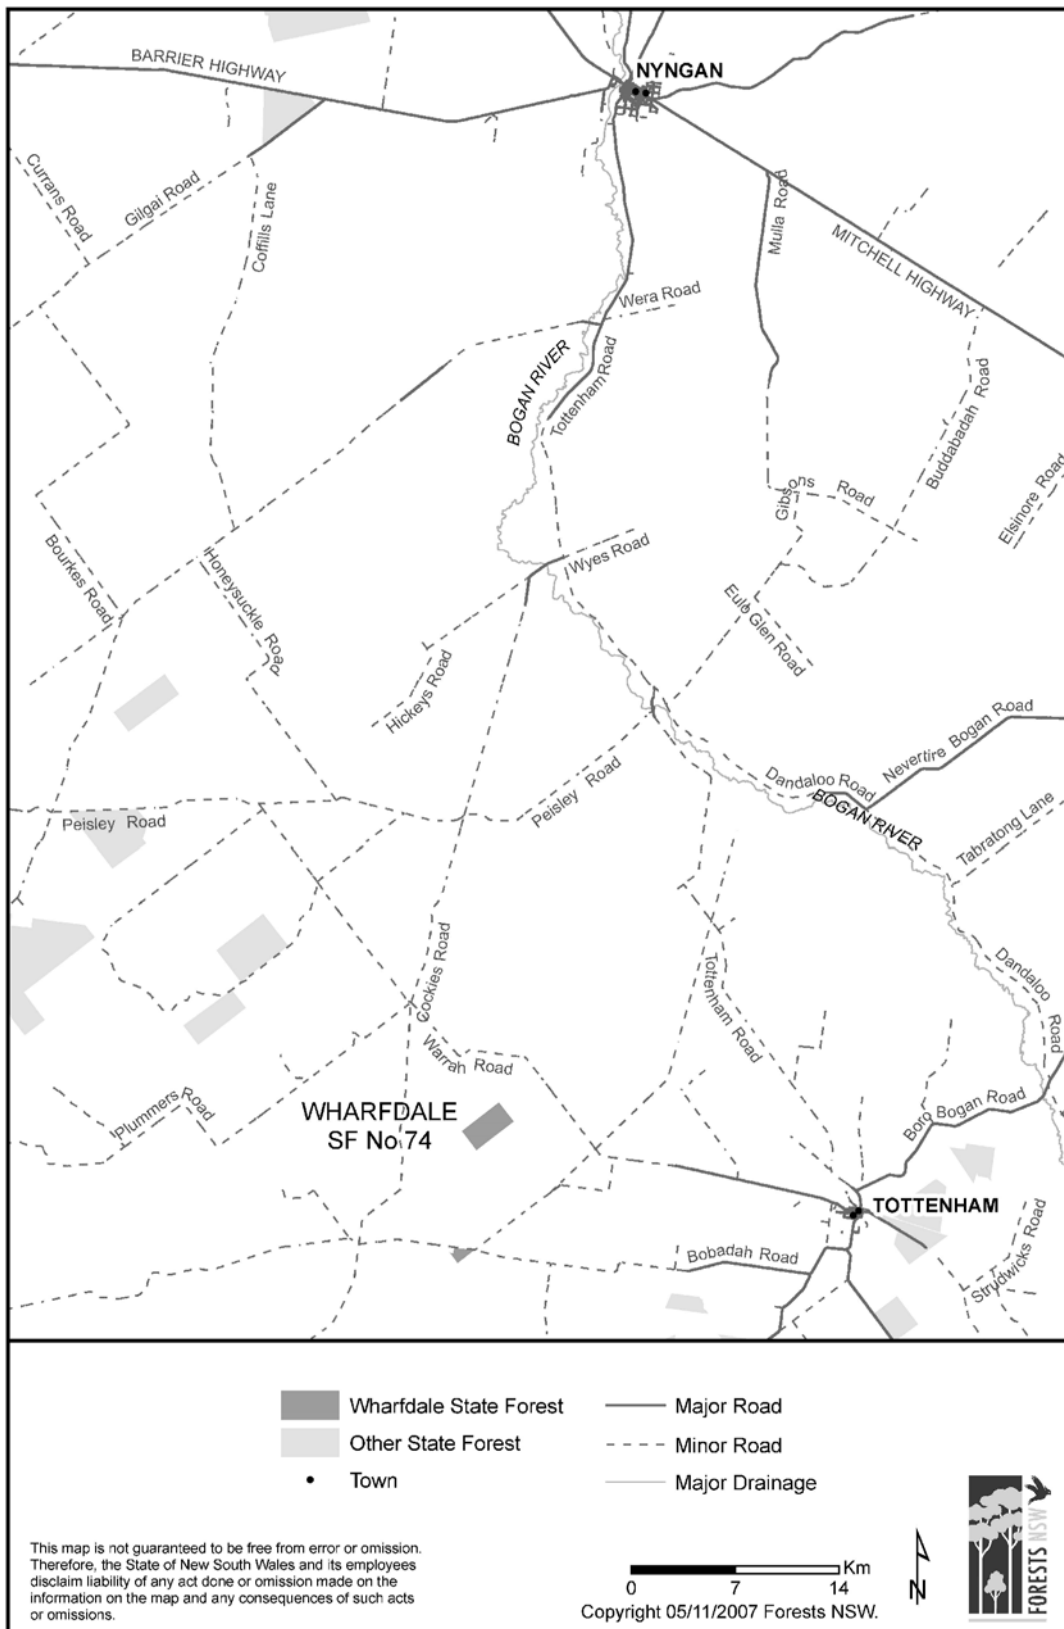 NYNGAN
BARRIER HIGHWAY
Currans Road
Gilgai Road
Coffills Lane
Mulla Road
MITCHELL HIGHWAY
Wera Road
BOGAN RIVER
Tottenham Road
Buddabadah Road
Elsinore Road
Gibsons Road
Wyes Road
Bourkes Road
Honeysuckle Road
Eulo Glen Road
Hickeys Road
Nevertire Bogan Road
Dandaloo Road
BOGAN RIVER
Peisley Road
Peisley Road
Tabratong Lane
Cockies Road
Tottenham Road
Dandaloo Road
Warrah Road
Plummers Road
WHARFDALE
SF No 74
Boro Bogan Road
TOTTENHAM
Strudwicks Road
Bobadah Road
Wharfdale State Forest
Other State Forest
Town
Major Road
Minor Road
Major Drainage
This map is not guaranteed to be free from error or omission.
Therefore, the State of New South Wales and its employees
disclaim liability of any act done or omission made on the
information on the map and any consequences of such acts
or omissions.
Km
0 7 14
Copyright 05/11/2007 Forests NSW.
N
FORESTS NSW